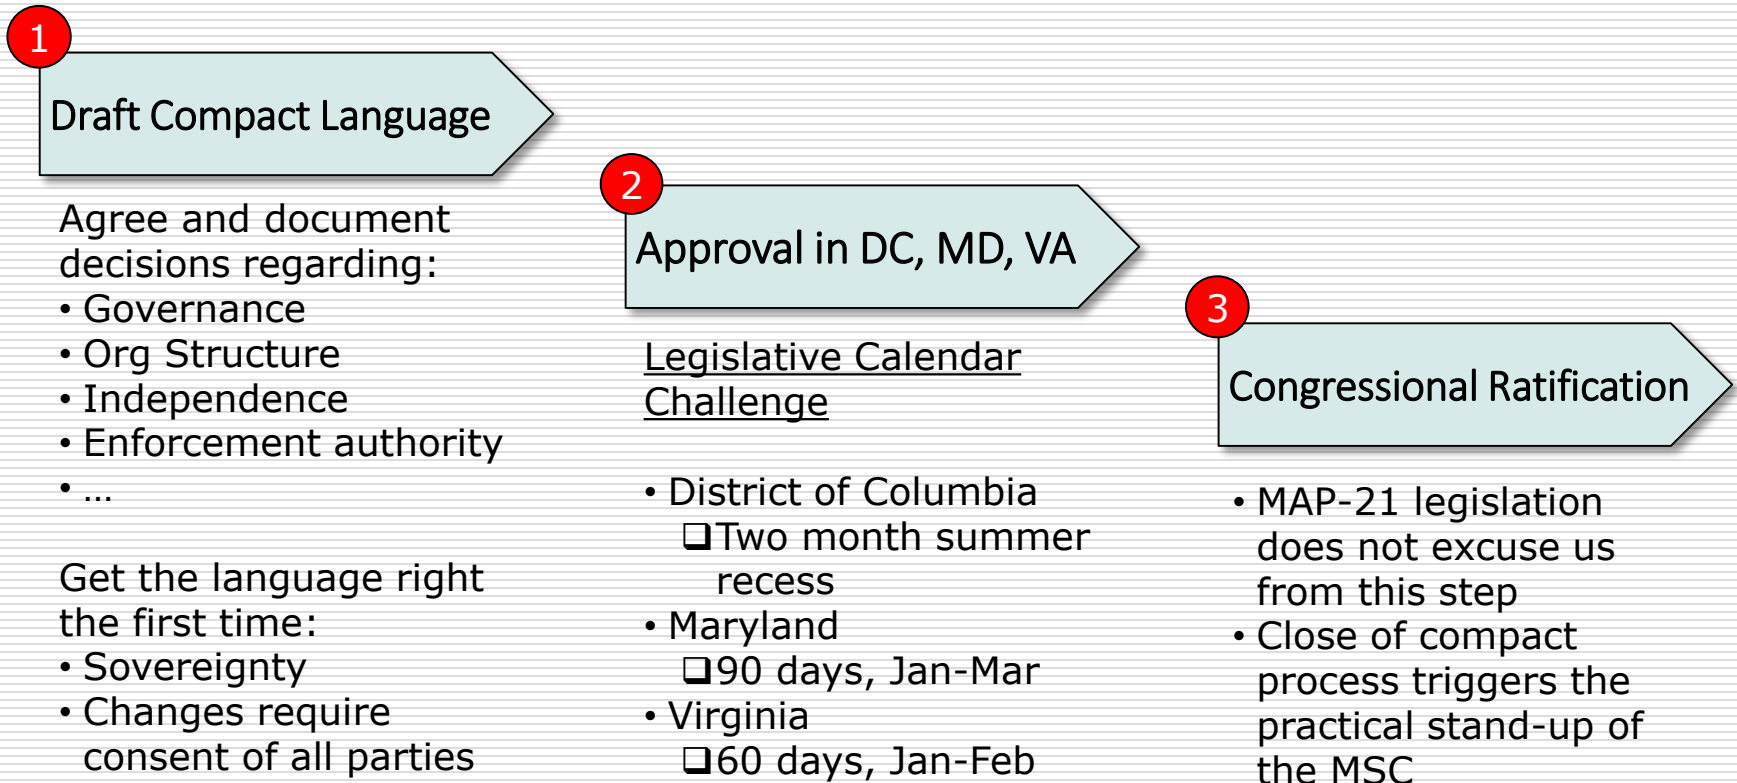 1
Draft Compact Language
Agree and document
decisions regarding:
• Governance
• Org Structure
• Independence
• Enforcement authority
• …
Get the language right
the first time:
• Sovereignty
• Changes require
consent of all parties
2
Approval in DC, MD, VA
Legislative Calendar
Challenge
• District of Columbia
❑Two month summer
recess
• Maryland
❑90 days, Jan-Mar
• Virginia
❑60 days, Jan-Feb
3
Congressional Ratification
• MAP-21 legislation
does not excuse us
from this step
• Close of compact
process triggers the
practical stand-up of
the MSC